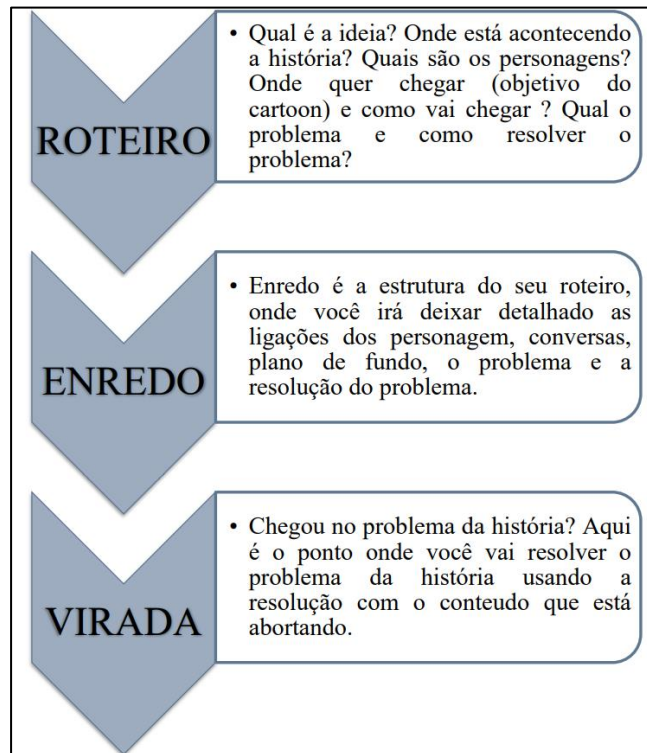 ROTEIRO
• Qual é a ideia? Onde está acontecendo
a história? Quais são os personagens?
Onde quer chegar (objetivo do
cartoon) e como vai chegar ? Qual o
problema e como resolver o
problema?
ENREDO
• Enredo é a estrutura do seu roteiro,
onde você irá deixar detalhado as
ligações dos personagem, conversas,
plano de fundo, o problema e a
resolução do problema.
VIRADA
• Chegou no problema da história? Aqui
é o ponto onde você vai resolver o
problema da história usando a
resolução com o conteudo que está
abortando.